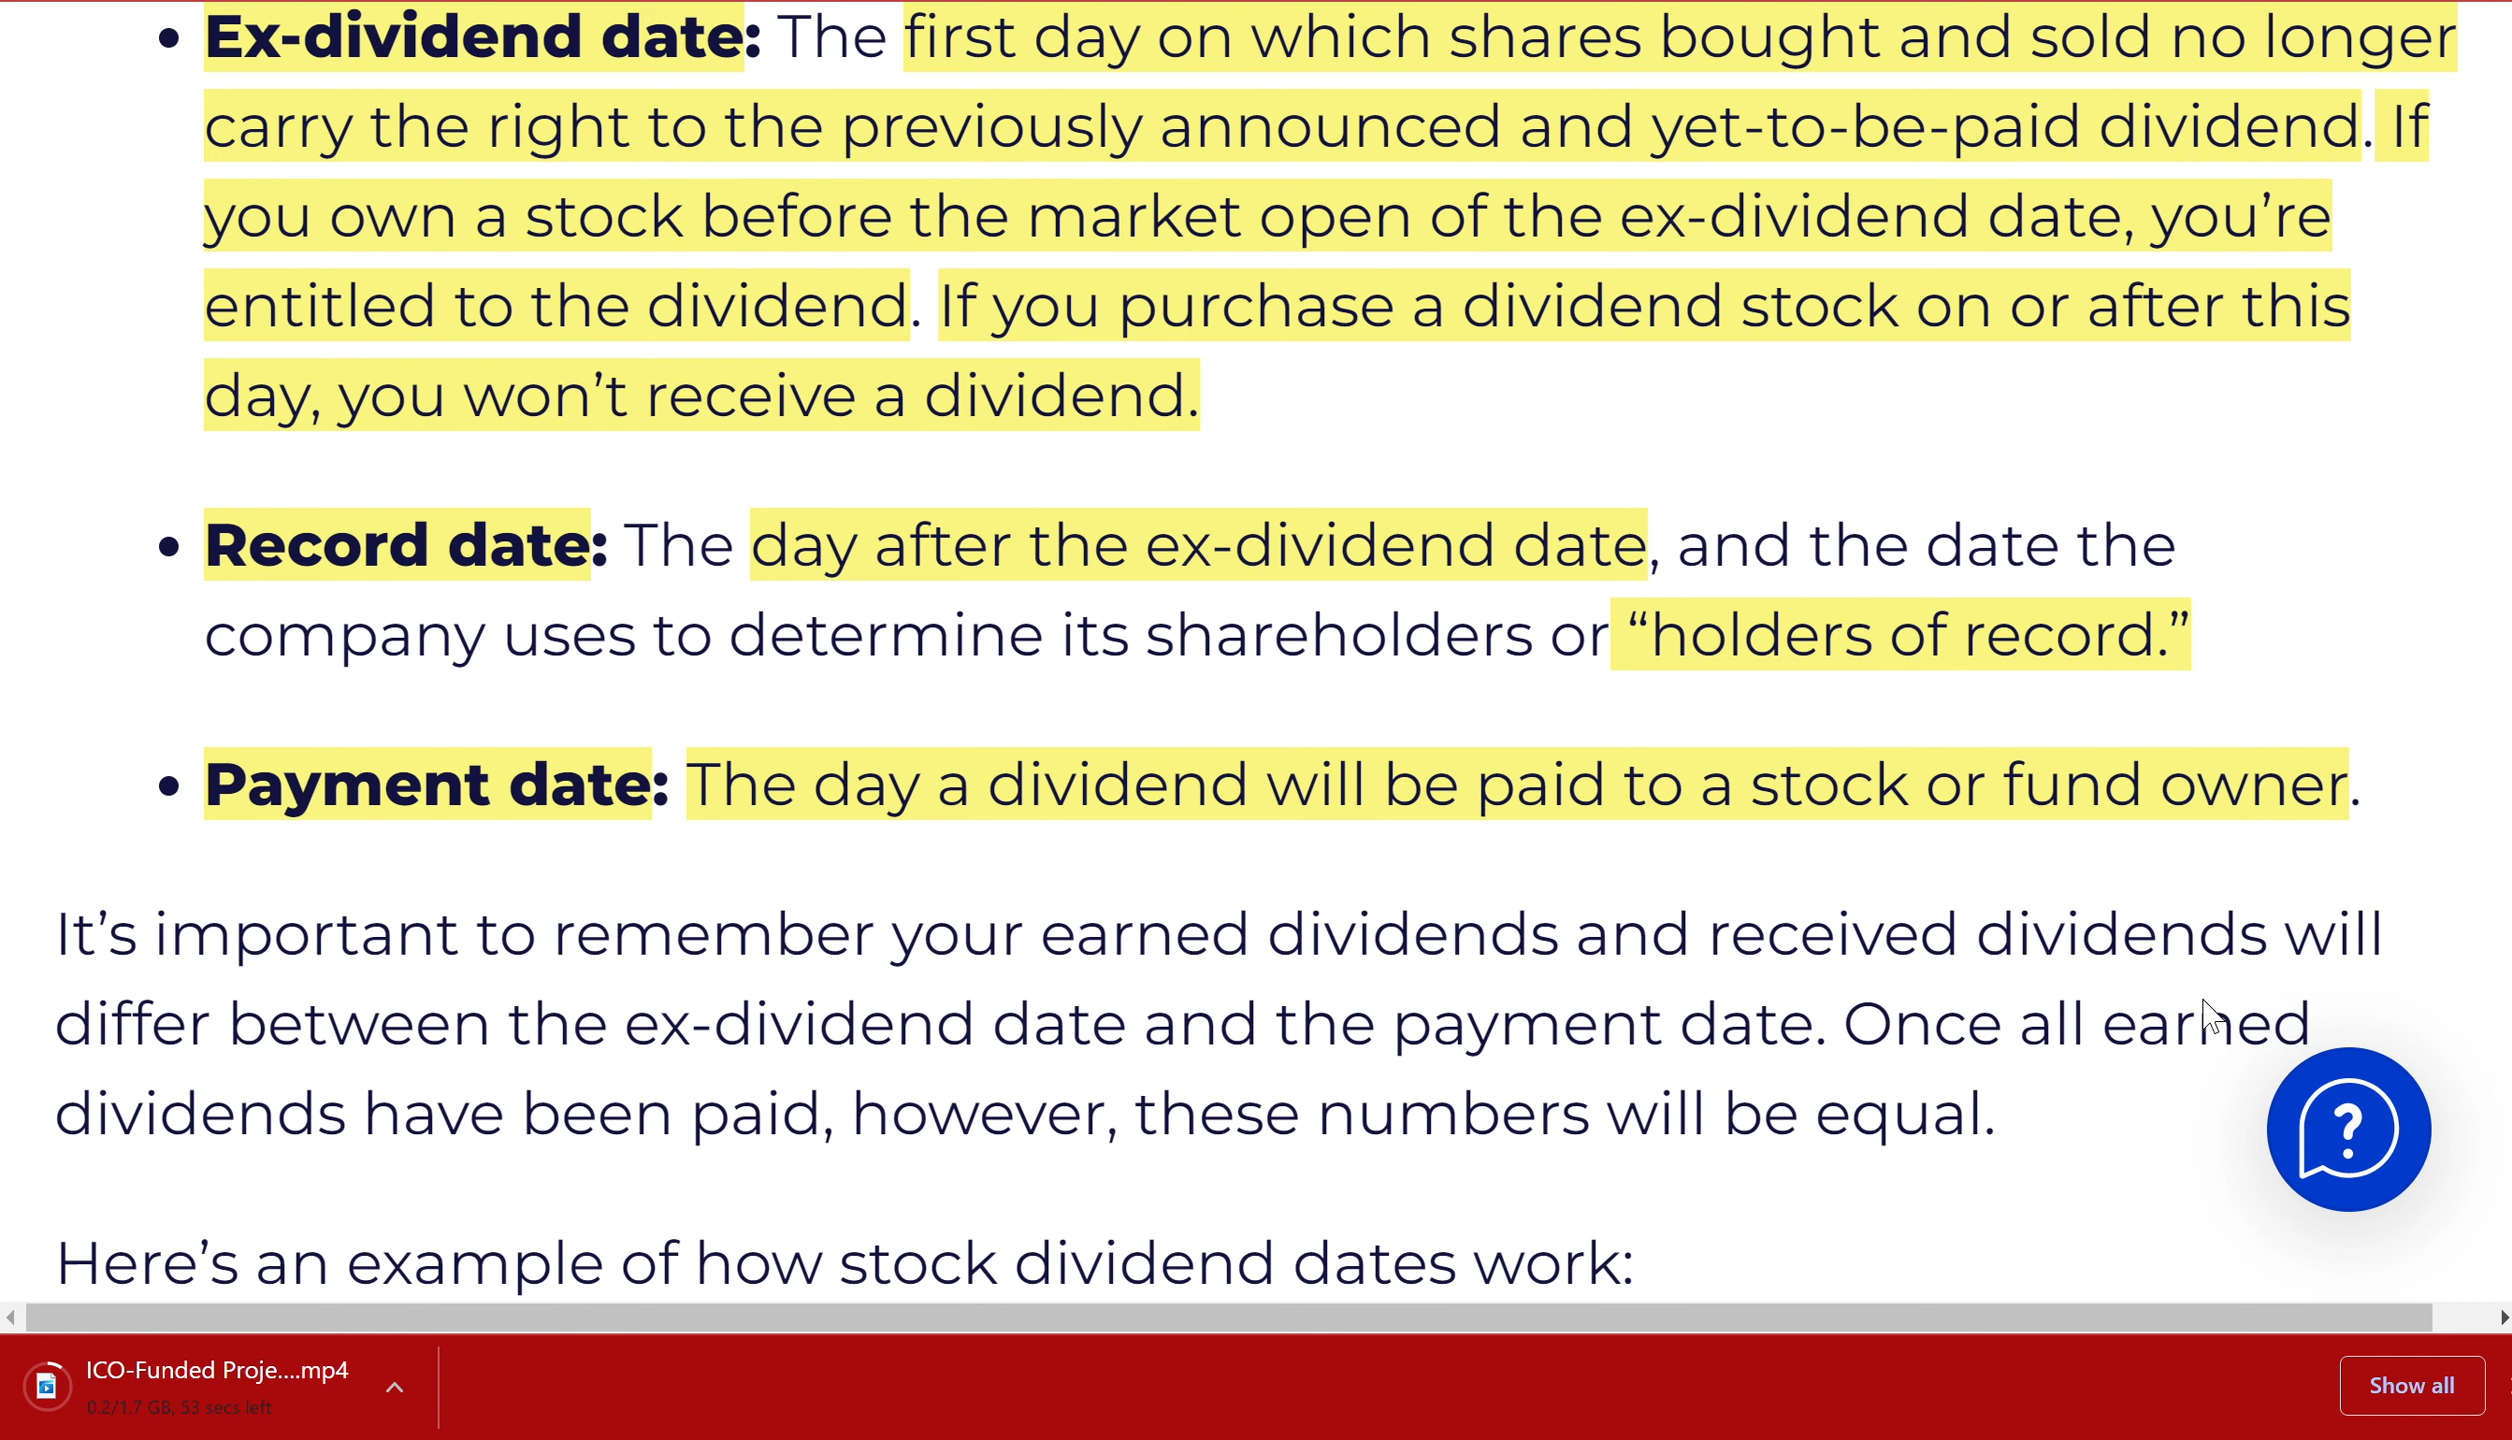 • Ex-dividend date: The first day on which shares bought and sold no longer
carry the right to the previously announced and yet-to-be-paid dividend. If
you own a stock before the market open of the ex-dividend date, you’re
entitled to the dividend. If you purchase a dividend stock on or after this
day, you won’t receive a dividend.
• Record date: The day after the ex-dividend date, and the date the
company uses to determine its shareholders or “holders of record.”
• Payment date: The day a dividend will be paid to a stock or fund owner.
It’s important to remember your earned dividends and received dividends will
differ between the ex-dividend date and the payment date. Once all earned
dividends have been paid, however, these numbers will be equal.
Here’s an example of how stock dividend dates work:
ICO-Funded Proje....mp4
0.2/1.7 GB, 53 secs left
Show all